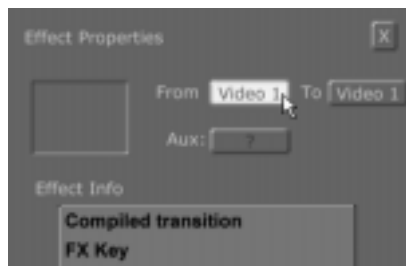 Effect Properties X
From Video 1 To Video 1
Aux: ?
Effect Info
Compiled transition
FX Key